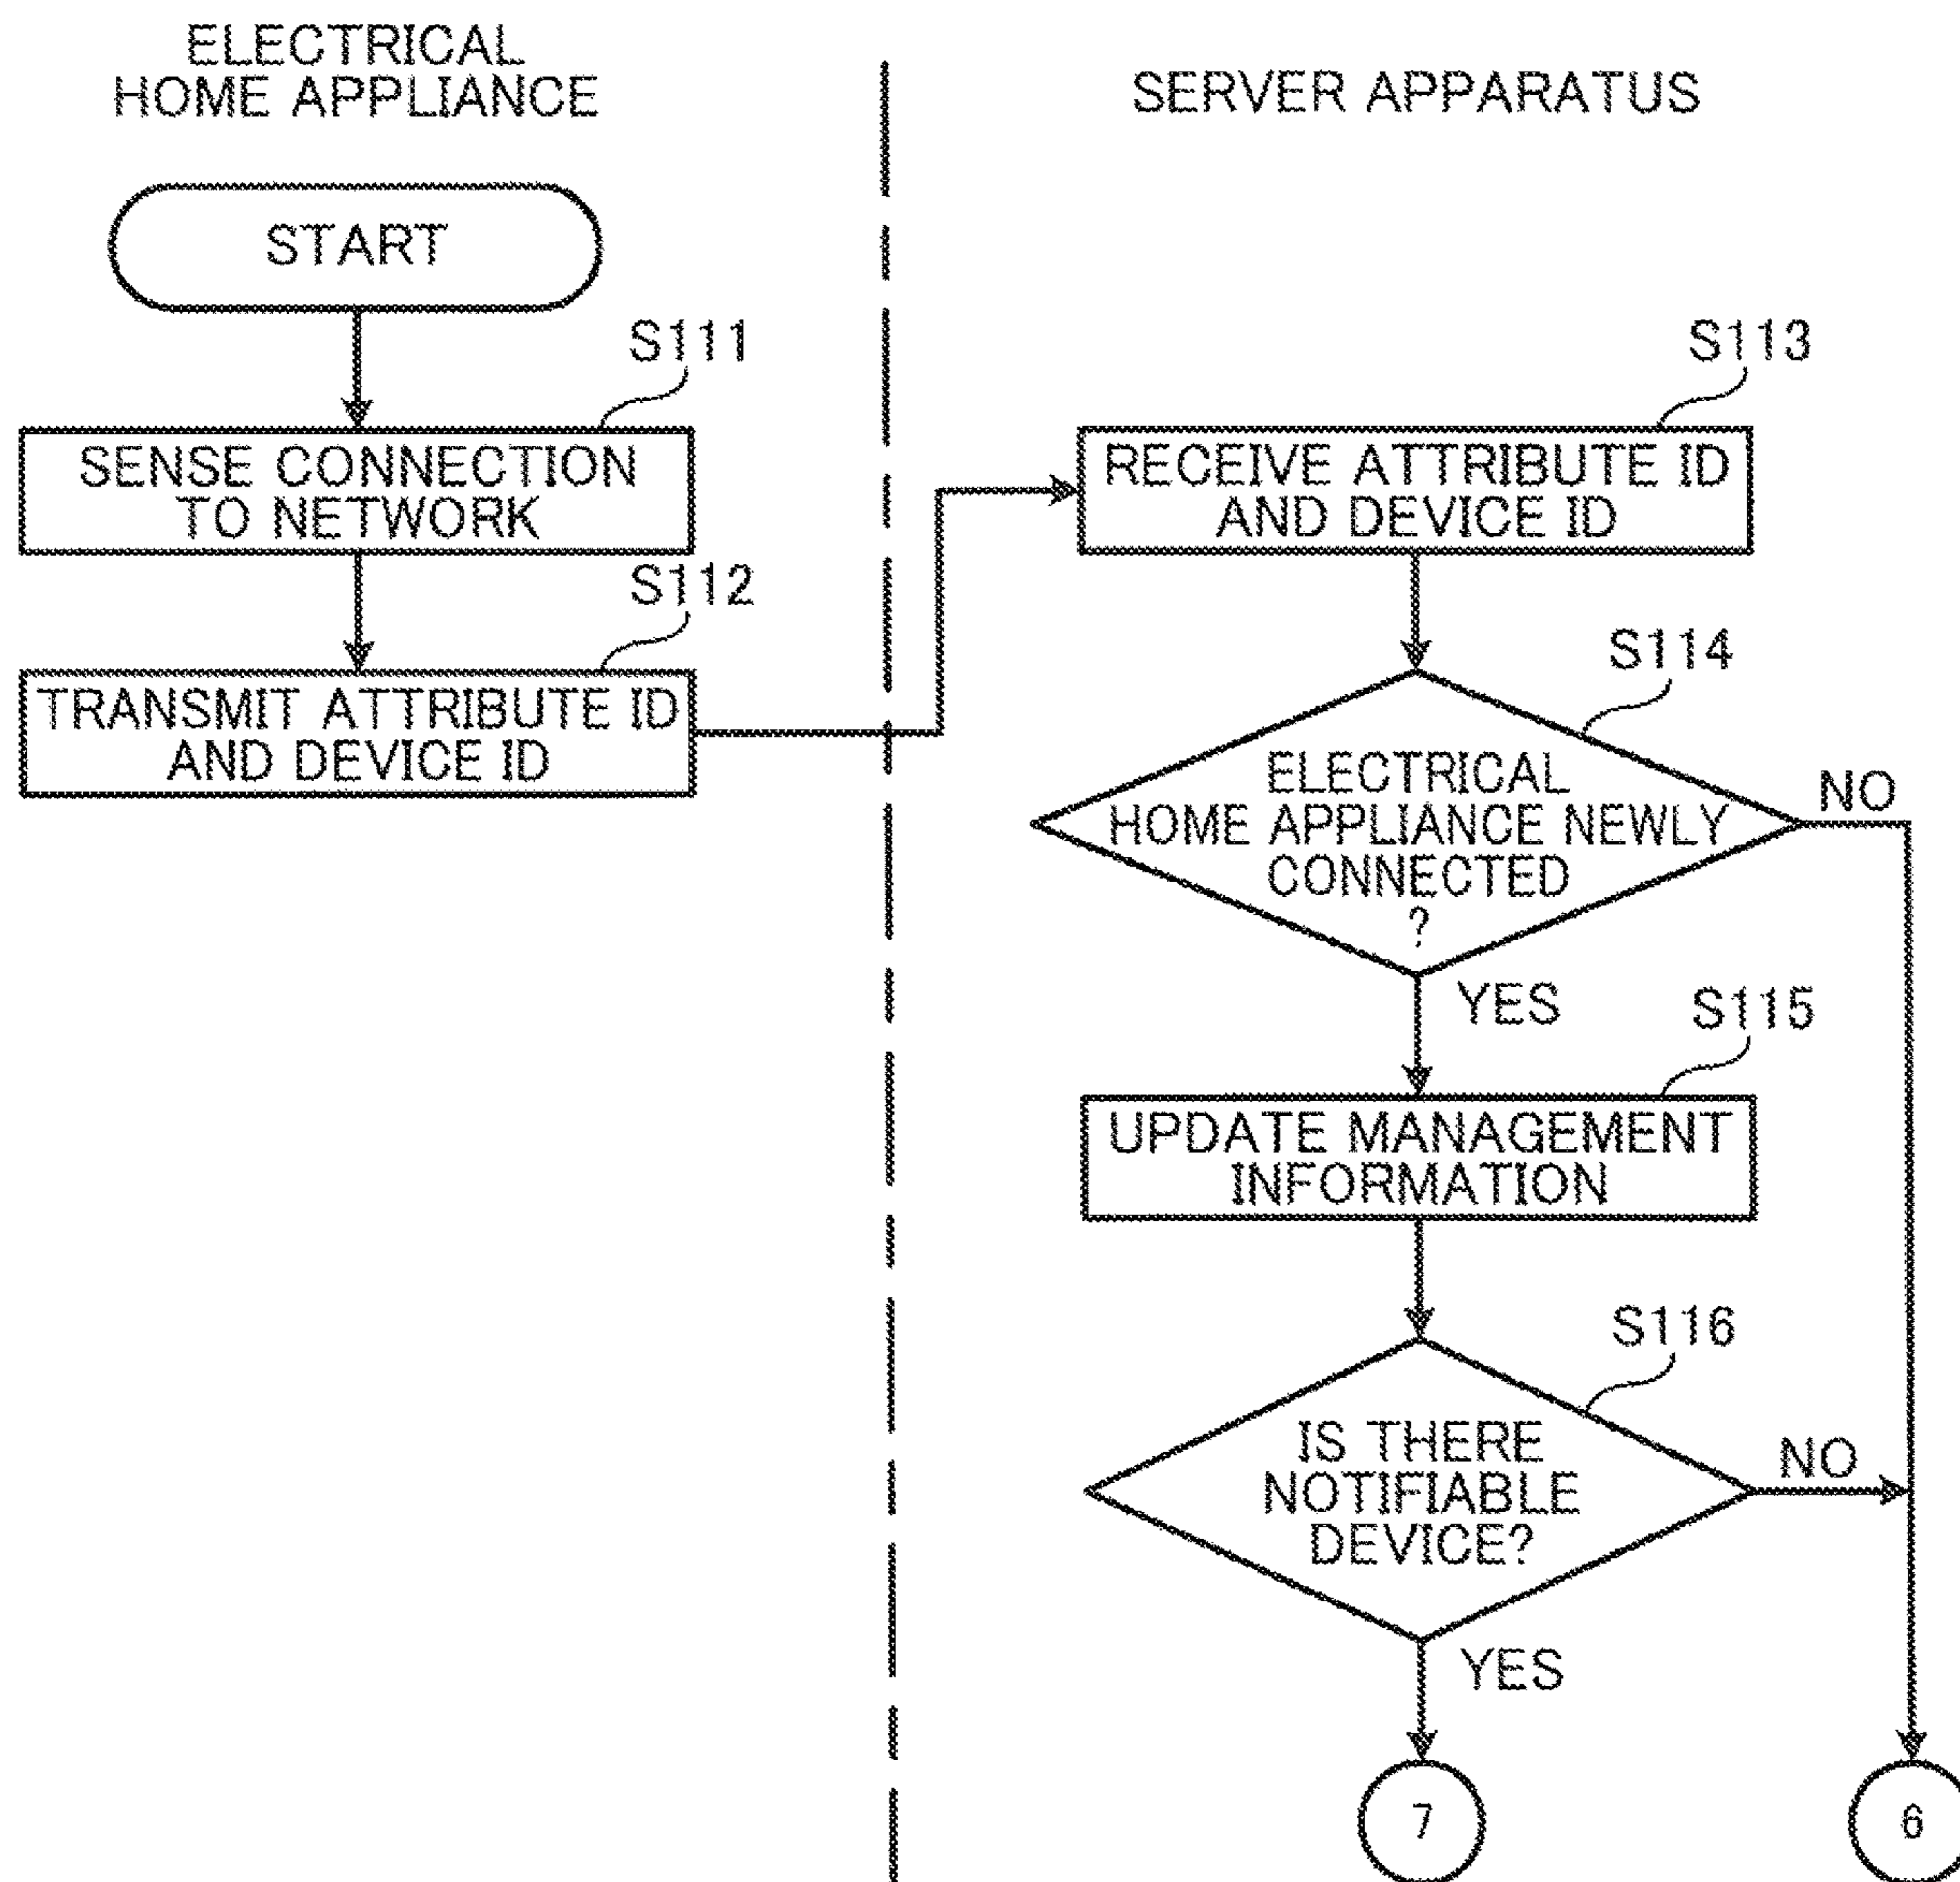 ELECTRICAL
HOME APPLIANCE
SERVER APPARATUS
START
S111
SENSE CONNECTION
TO NETWORK
S112
TRANSMIT ATTRIBUTE ID
AND DEVICE ID
S113
RECEIVE ATTRIBUTE ID
AND DEVICE ID
S114
ELECTRICAL
HOME APPLIANCE NEWLY
CONNECTED
?
NO
YES
S115
UPDATE MANAGEMENT
INFORMATION
S116
IS THERE
NOTIFIABLE
DEVICE?
NO
YES
7
6